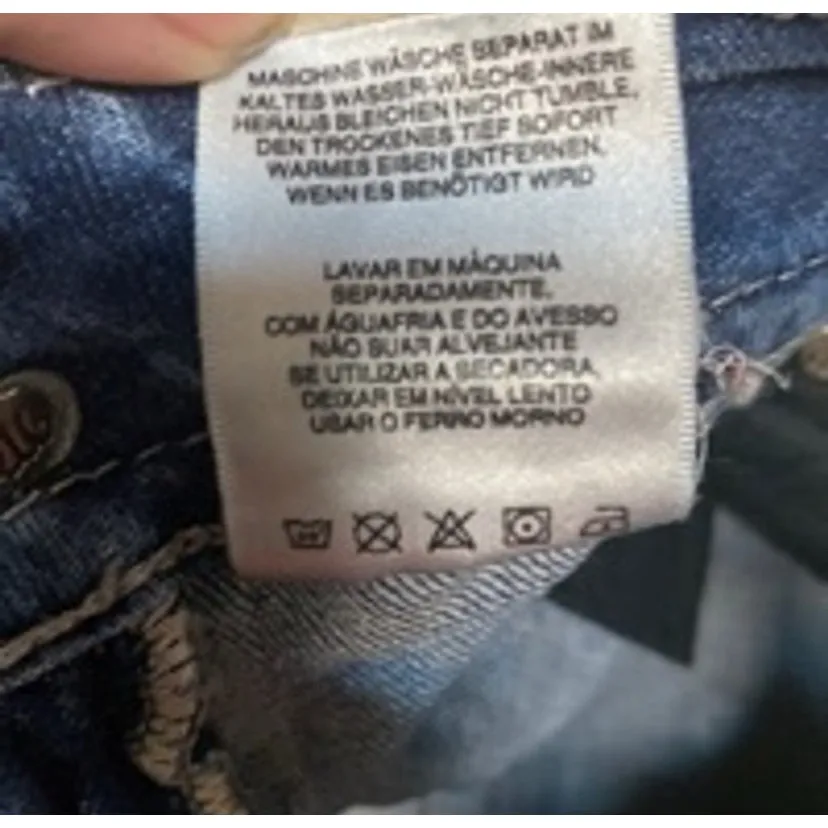 MASCHINE WÄSCHE SEPARAT IM
KALTES WASSER-WÄSCHE-INNERE
HERAUS BLEICHEN NICHT TUMBLE,
DEN TROCKENES TIEF SOFORT
WARMES EISEN ENTFERNEN,
WENN ES BENÖTIGT WIRD
LAVAR EM MÁQUINA
SEPARADAMENTE,
COM ÁGUAFRIA E DO AVESSO
NÃO SUAR ALVEJANTE
SE UTILIZAR A SECADORA,
DEIXAR EM NÍVEL LENTO
USAR O FERRO MORNO